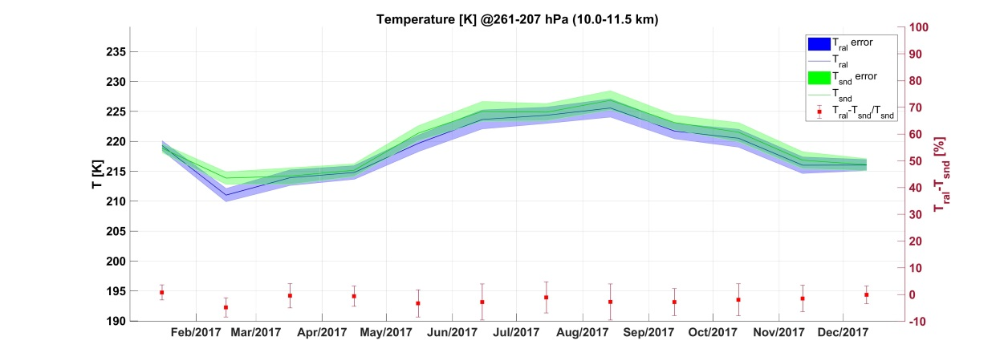 Temperature [K] @261-207 hPa (10.0-11.5 km)
T [K]
235
230
225
220
215
210
205
200
195
190
Feb/2017 Mar/2017 Apr/2017 May/2017 Jun/2017 Jul/2017 Aug/2017 Sep/2017 Oct/2017 Nov/2017 Dec/2017
100
90
80
70
60
50
40
30
20
10
0
-10
T_ral-T_snd [%]
T_ral error
T_ral
T_snd error
T_snd
T_ral-T_snd/T_snd